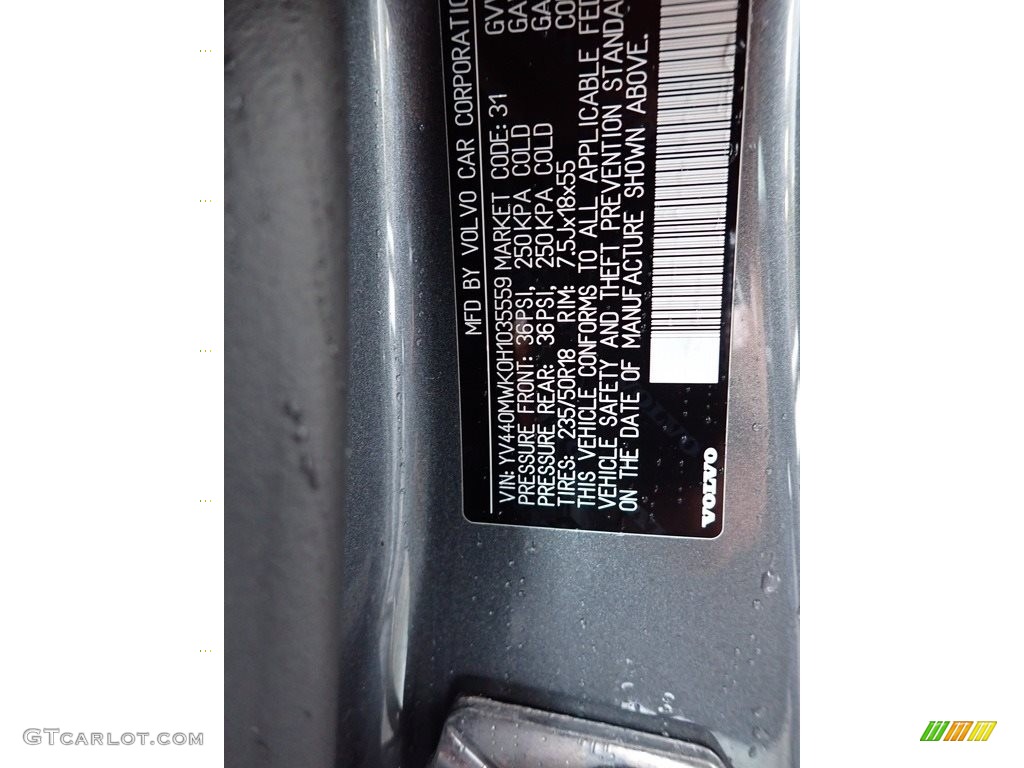 MFD BY VOLVO CAR CORPORATION
VIN: YV440MWK0H1035559 MARKET CODE: 31
PRESSURE FRONT: 36PSI, 250KPA COLD
PRESSURE REAR: 36PSI, 250KPA COLD
TIRES: 235/50R18 RIM: 7.5Jx18x55
THIS VEHICLE CONFORMS TO ALL APPLICABLE FED
VEHICLE SAFETY AND THEFT PREVENTION STANDA
ON THE DATE OF MANUFACTURE SHOWN ABOVE.
VOLVO
GTCARLOT.COM